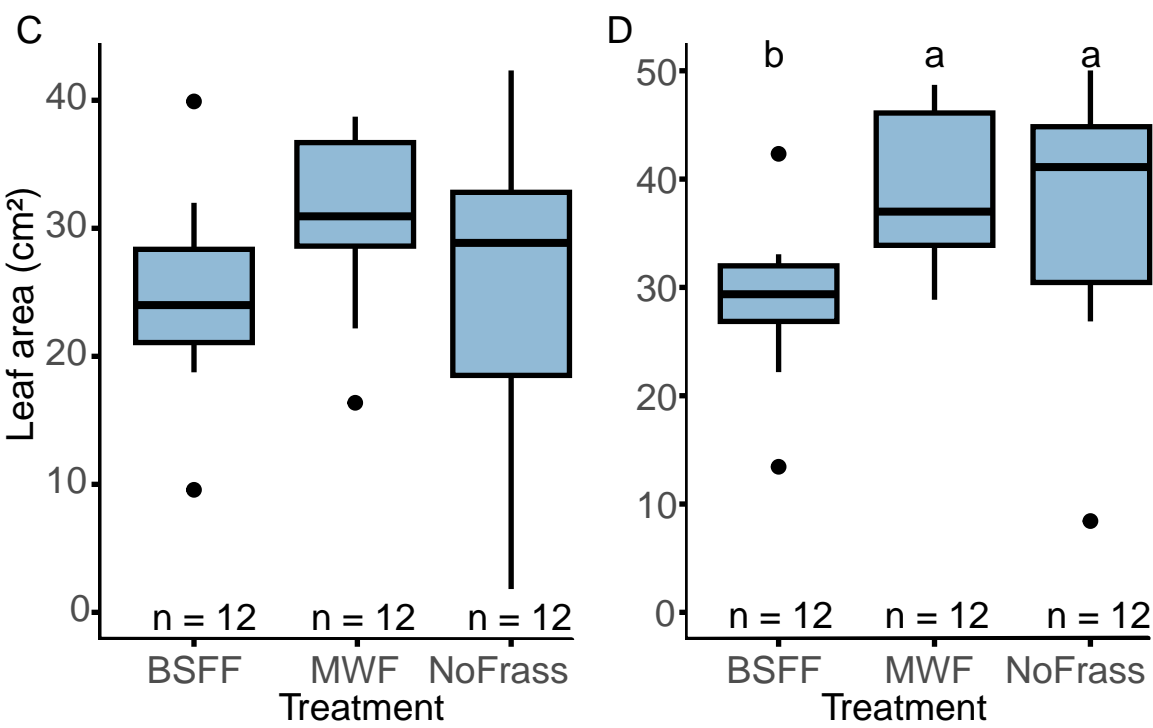 C
Leaf area (cm²)
40
30
20
10
0
n = 12 n = 12 n = 12
BSFF MWF NoFrass
Treatment
D
b a a
50
40
30
20
10
0
n = 12 n = 12 n = 12
BSFF MWF NoFrass
Treatment